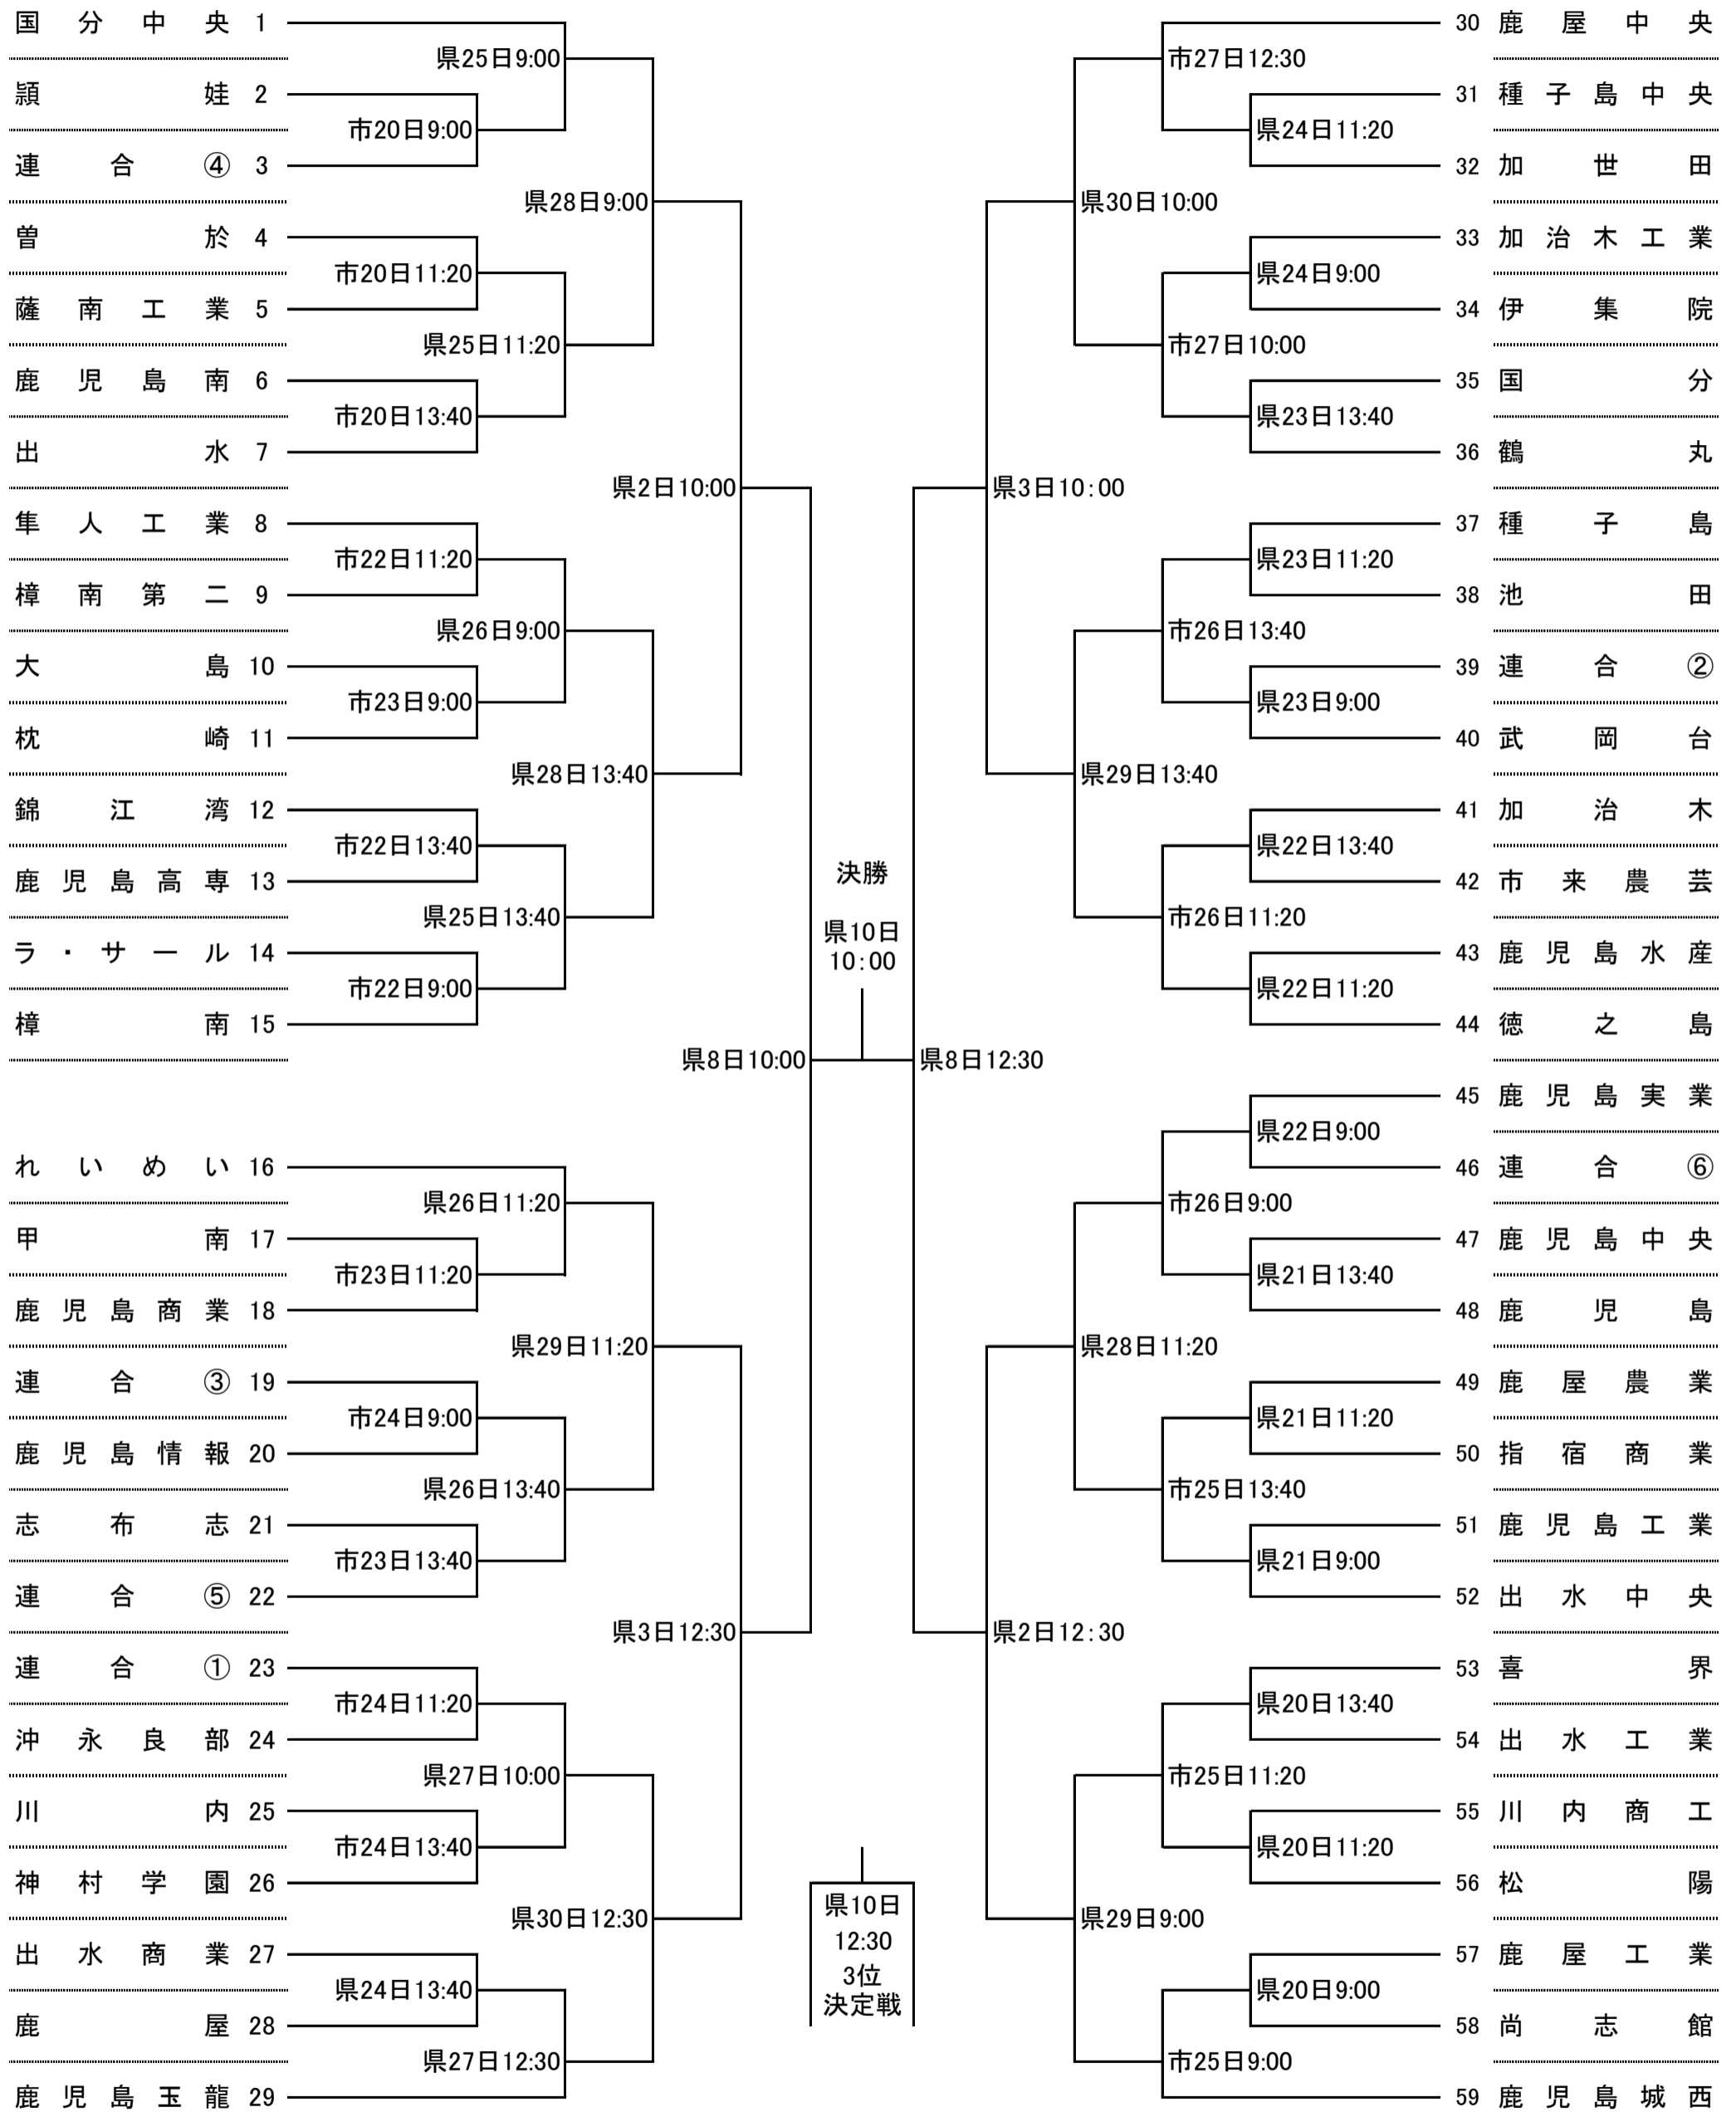 国分中央 1
県25日9:00
頴娃 2
市20日9:00
連合④ 3
県28日9:00
曽於 4
市20日11:20
薩南工業 5
県25日11:20
鹿児島南 6
市20日13:40
出水 7
県2日10:00
隼人工業 8
市22日11:20
樟南第二 9
県26日9:00
大島 10
市23日9:00
枕崎 11
県28日13:40
錦江湾 12
市22日13:40
鹿児島高専 13
県25日13:40
ラ・サール 14
市22日9:00
樟南 15
県8日10:00
れいめい 16
県26日11:20
甲南 17
市23日11:20
鹿児島商業 18
県29日11:20
連合③ 19
市24日9:00
鹿児島情報 20
県26日13:40
志布志 21
市23日13:40
連合⑤ 22
県3日12:30
連合① 23
市24日11:20
沖永良部 24
県27日10:00
川内 25
市24日13:40
神村学園 26
県30日12:30
出水商業 27
県24日13:40
鹿屋 28
県27日12:30
鹿児島玉龍 29
決勝
県10日
10:00
県10日
12:30
3位
決定戦
30 鹿屋中央
市27日12:30
31 種子島中央
県24日11:20
32 加世田
県30日10:00
33 加治木工業
県24日9:00
34 伊集院
市27日10:00
35 国分
県23日13:40
36 鶴丸
県3日10:00
37 種子島
県23日11:20
38 池田
市26日13:40
39 連合②
県23日9:00
40 武岡台
県29日13:40
41 加治木
県22日13:40
42 市来農芸
市26日11:20
43 鹿児島水産
県22日11:20
44 徳之島
県8日12:30
45 鹿児島実業
県22日9:00
46 連合⑥
市26日9:00
47 鹿児島中央
県21日13:40
48 鹿児島
県28日11:20
49 鹿屋農業
県21日11:20
50 指宿商業
市25日13:40
51 鹿児島工業
県21日9:00
52 出水中央
県2日12:30
53 喜界
県20日13:40
54 出水工業
市25日11:20
55 川内商工
県20日11:20
56 松陽
県29日9:00
57 鹿屋工業
県20日9:00
58 尚志館
市25日9:00
59 鹿児島城西